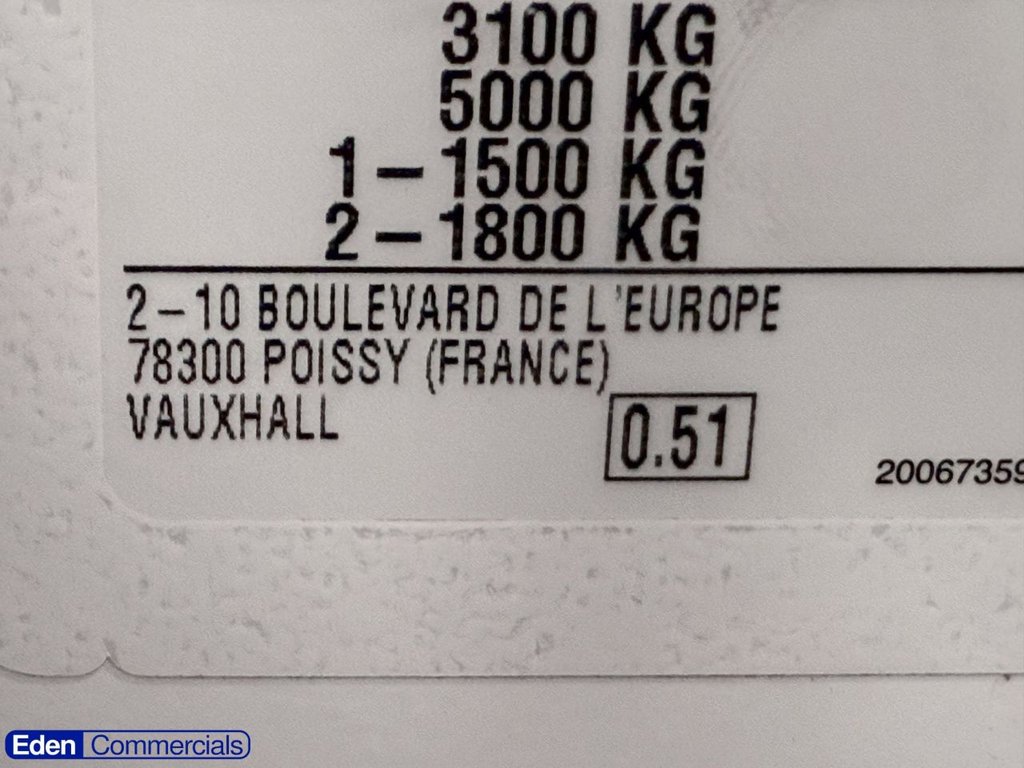 3100 KG
5000 KG
1 – 1500 KG
2 – 1800 KG
2–10 BOULEVARD DE L'EUROPE
78300 POISSY (FRANCE)
VAUXHALL
0.51
20067359
Eden Commercials